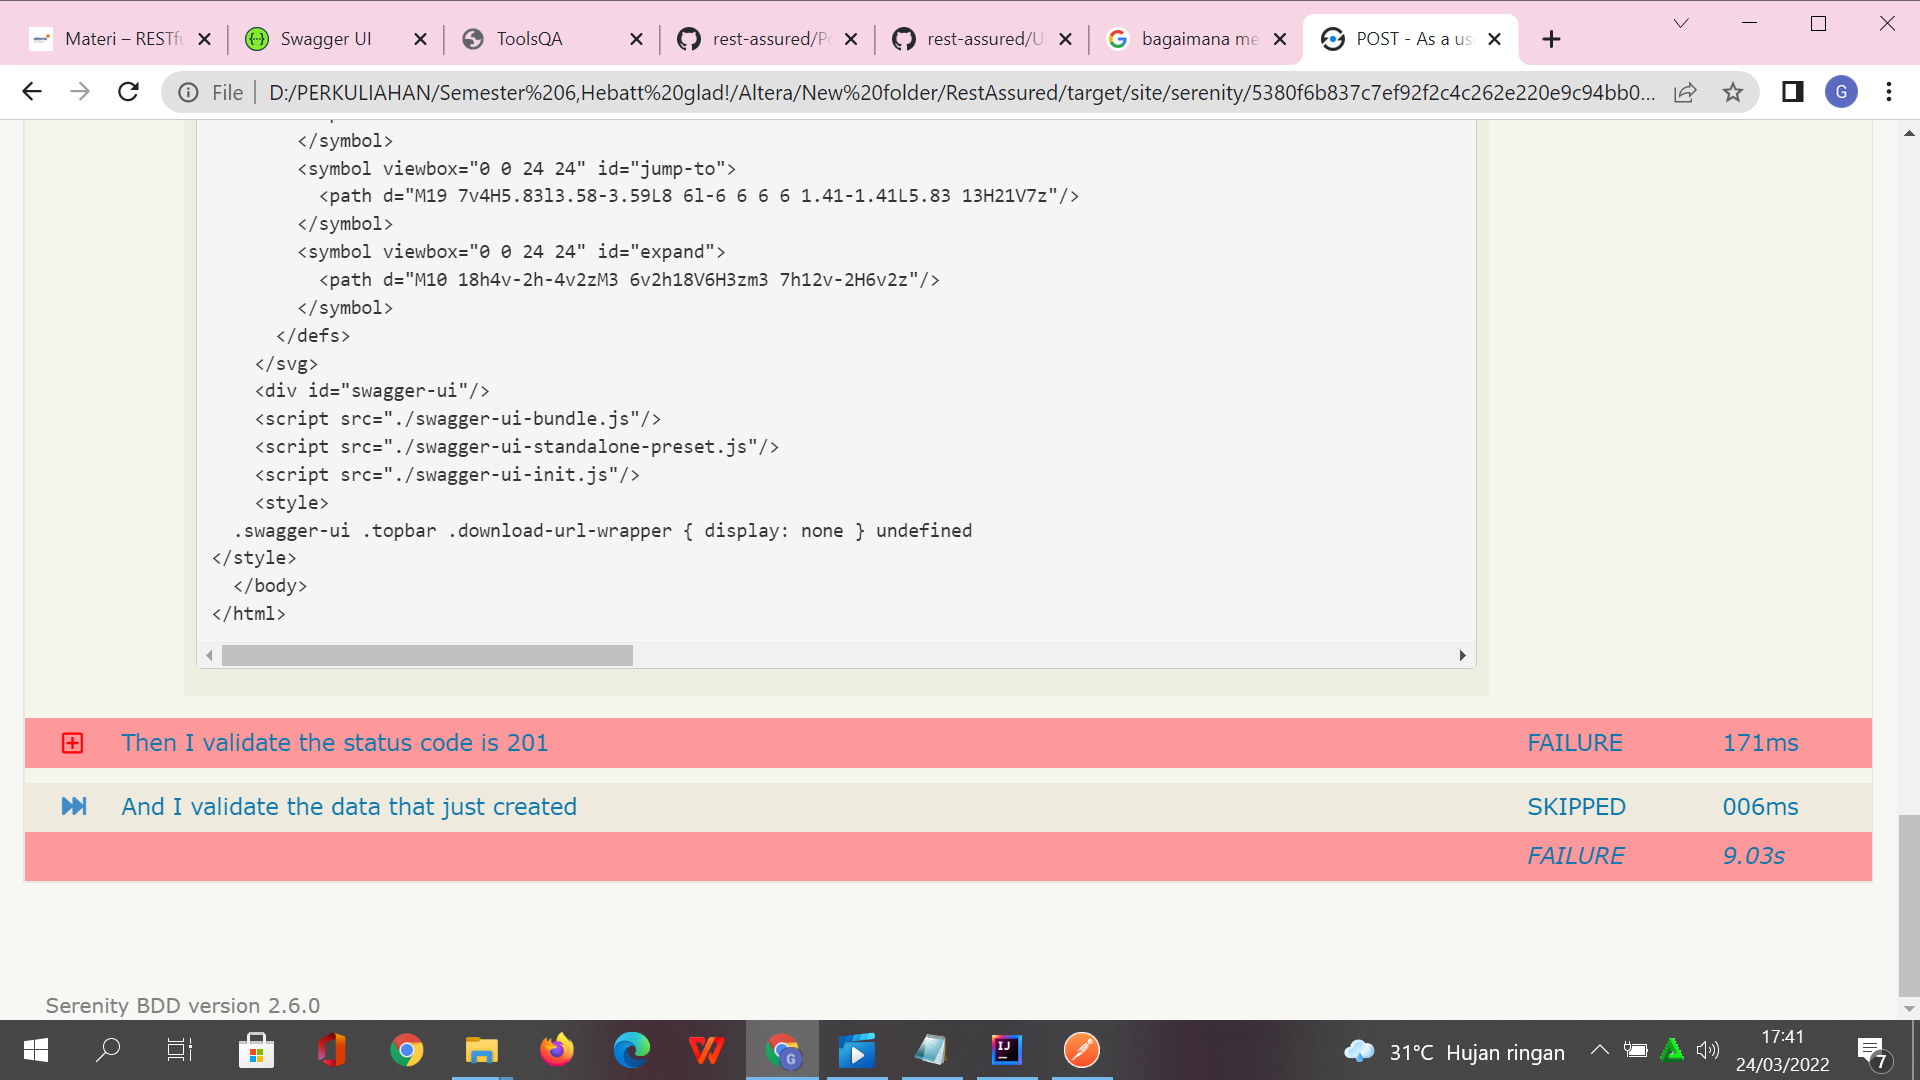 Materi – RESTfu
Swagger UI
ToolsQA
rest-assured/Po
rest-assured/U
bagaimana me
POST - As a use
File
D:/PERKULIAHAN/Semester%206,Hebatt%20glad!/Altera/New%20folder/RestAssured/target/site/serenity/5380f6b837c7ef92f2c4c262e220e9c94bb0...
G
</symbol>
<symbol viewbox="0 0 24 24" id="jump-to">
<path d="M19 7v4H5.83l3.58-3.59L8 6l-6 6 6 6 1.41-1.41L5.83 13H21V7z"/>
</symbol>
<symbol viewbox="0 0 24 24" id="expand">
<path d="M10 18h4v-2h-4v2zM3 6v2h18V6H3zm3 7h12v-2H6v2z"/>
</symbol>
</defs>
</svg>
<div id="swagger-ui"/>
<script src="./swagger-ui-bundle.js"/>
<script src="./swagger-ui-standalone-preset.js"/>
<script src="./swagger-ui-init.js"/>
<style>
.swagger-ui .topbar .download-url-wrapper { display: none } undefined
</style>
</body>
</html>
Then I validate the status code is 201 FAILURE 171ms
And I validate the data that just created SKIPPED 006ms
FAILURE 9.03s
Serenity BDD version 2.6.0
31°C Hujan ringan
17:41
24/03/2022
7